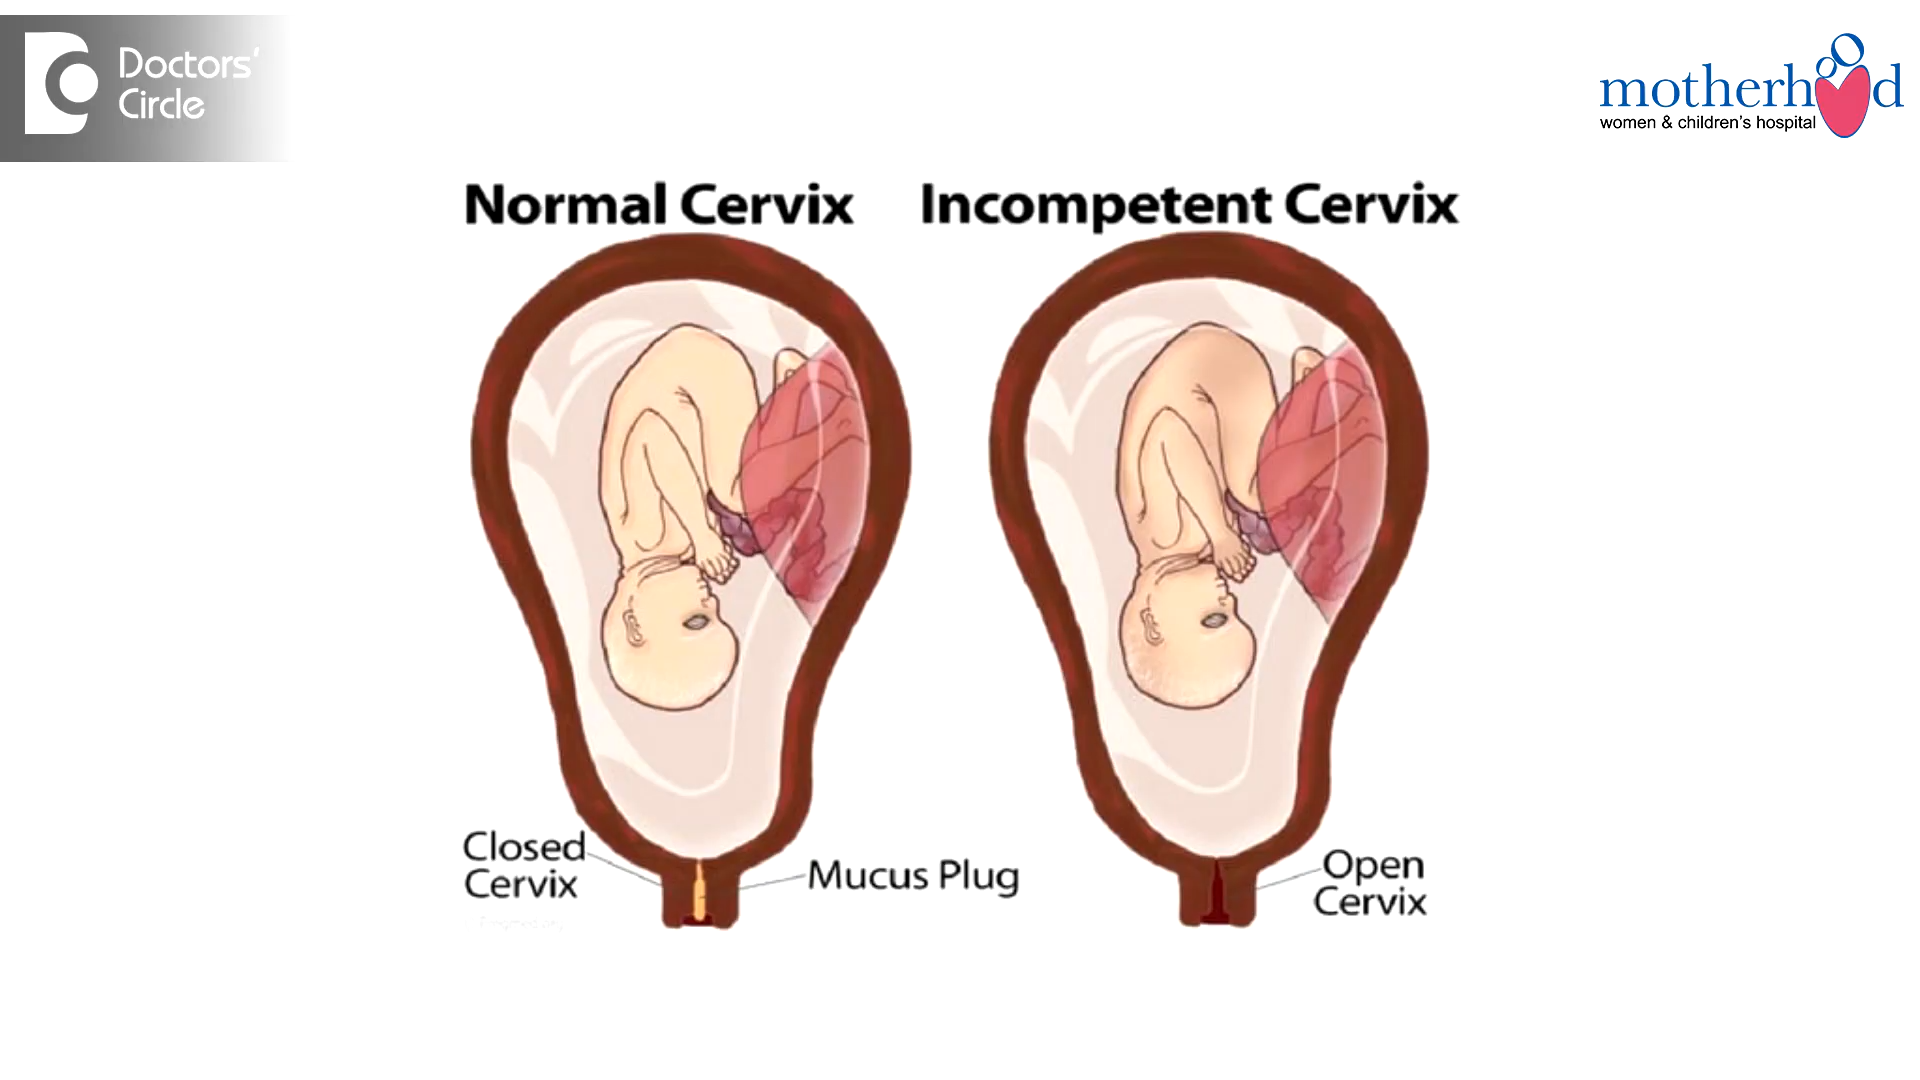 Doctors'
Circle
motherhood
women & children's hospital
Normal Cervix
Incompetent Cervix
Closed
Cervix
Mucus Plug
Open
Cervix